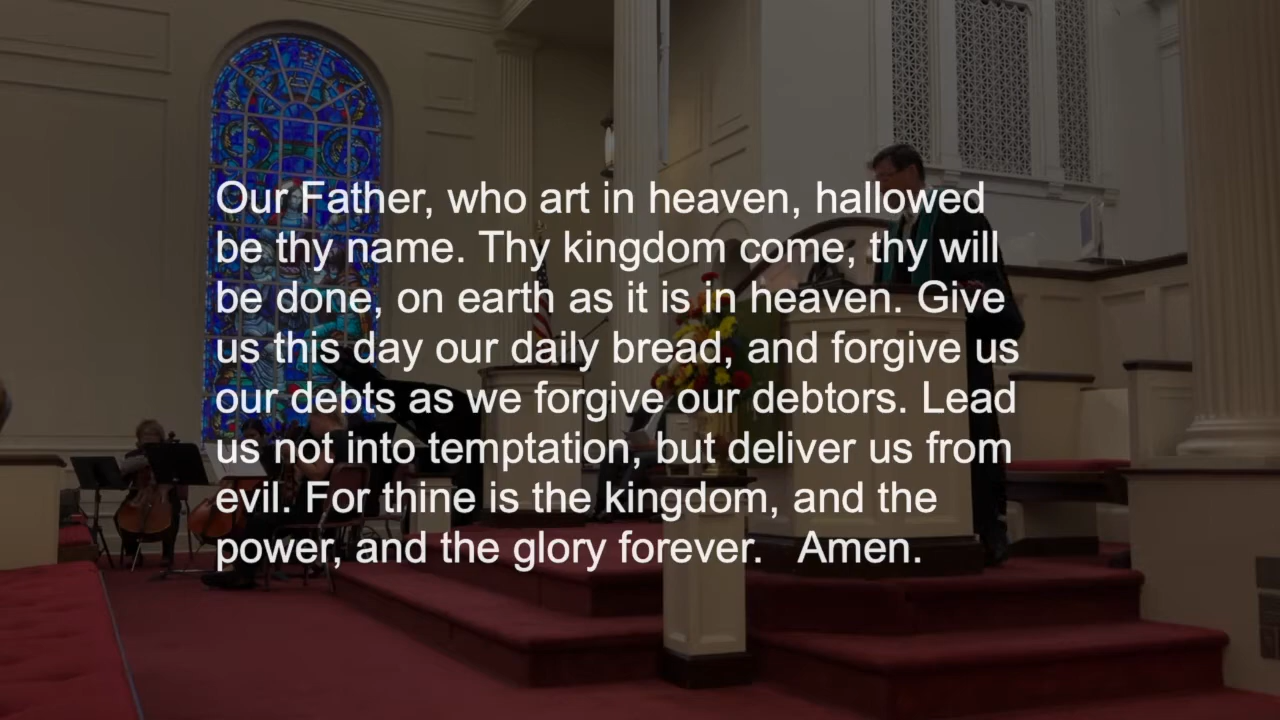 Our Father, who art in heaven, hallowed
be thy name. Thy kingdom come, thy will
be done, on earth as it is in heaven. Give
us this day our daily bread, and forgive us
our debts as we forgive our debtors. Lead
us not into temptation, but deliver us from
evil. For thine is the kingdom, and the
power, and the glory forever.   Amen.